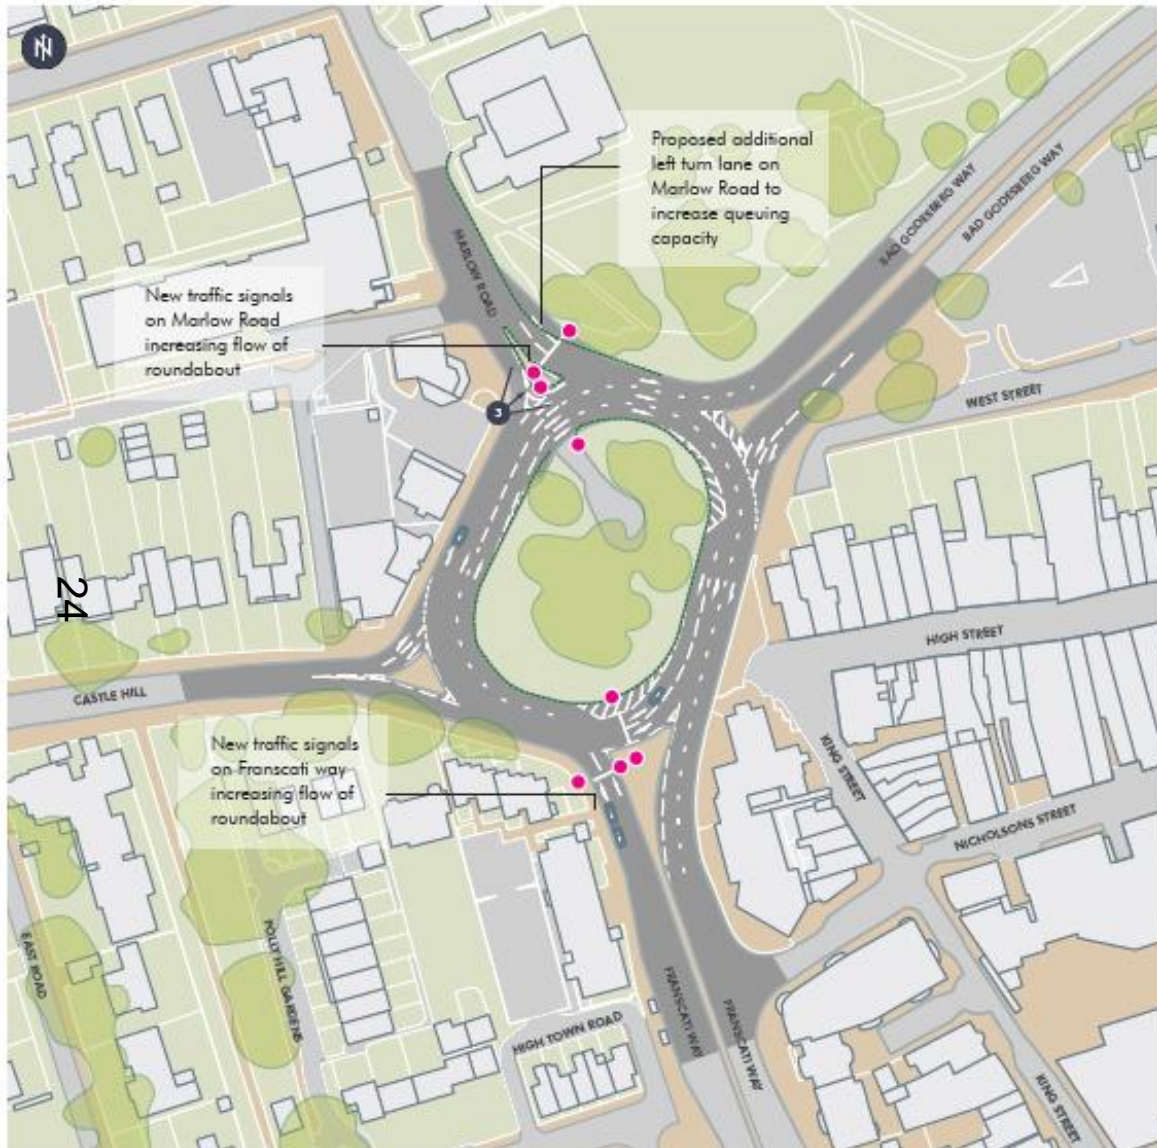 N
Proposed additional
left turn lane on
Marlow Road to
increase queuing
capacity
BAD GODESBERG WAY
BAD GODESBERG WAY
MARLOW ROAD
New traffic signals
on Marlow Road
increasing flow of
roundabout
3
WEST STREET
24
HIGH STREET
CASTLE HILL
KING STREET
New traffic signals
on Franscati way
increasing flow of
roundabout
NICHOLSONS STREET
EAST ROAD
FOLLY HILL GARDENS
HIGH TOWN ROAD
FRANSCATI WAY
FRANSCATI WAY
KING STREET